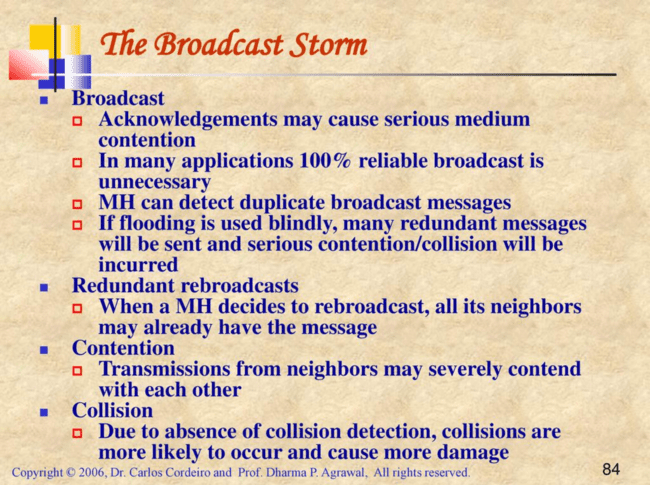 The Broadcast Storm
Broadcast
Acknowledgements may cause serious medium
contention
In many applications 100% reliable broadcast is
unnecessary
MH can detect duplicate broadcast messages
If flooding is used blindly, many redundant messages
will be sent and serious contention/collision will be
incurred
Redundant rebroadcasts
When a MH decides to rebroadcast, all its neighbors
may already have the message
Contention
Transmissions from neighbors may severely contend
with each other
Collision
Due to absence of collision detection, collisions are
more likely to occur and cause more damage
Copyright © 2006, Dr. Carlos Cordeiro and Prof. Dharma P. Agrawal, All rights reserved.
84